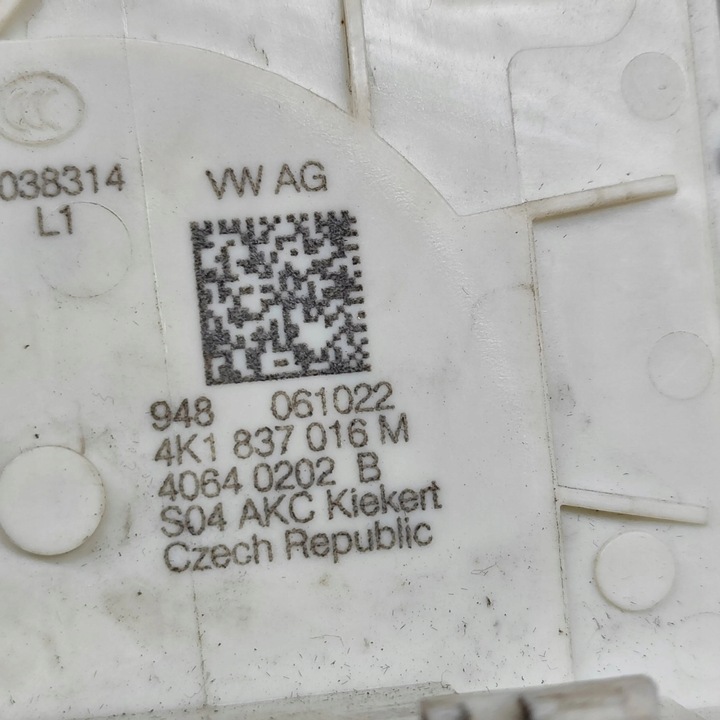 038314
L1
VW AG
948 061022
4K1 837 016 M
4064 0202 B
S04 AKC Kiekert
Czech Republic